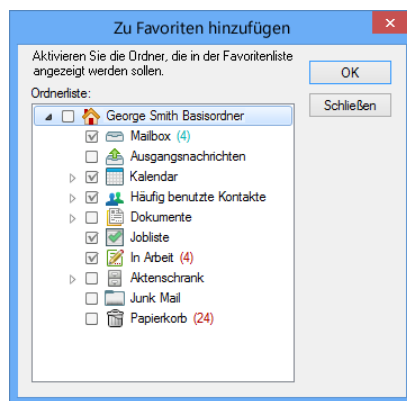 Zu Favoriten hinzufügen
Aktivieren Sie die Ordner, die in der Favoritenliste
angezeigt werden sollen.
OK
Ordnerliste:
Schließen
George Smith Basisordner
Mailbox (4)
Ausgangsnachrichten
Kalendar
Häufig benutzte Kontakte
Dokumente
Jobliste
In Arbeit (4)
Aktenschrank
Junk Mail
Papierkorb (24)